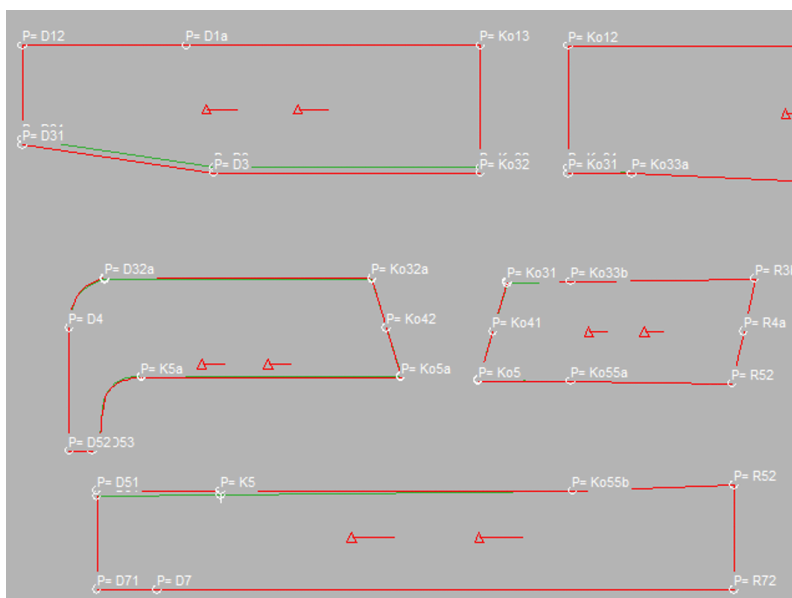 P= D12 P= D1a P= Ko13 P= Ko12
P= D31 P= D3 P= Ko32 P= Ko31 P= Ko33a
P= D32a P= Ko32a P= Ko31 P= Ko33b
P= D4 P= Ko42 P= Ko41 P= R4a
P= K5a P= Ko5a P= Ko5 P= Ko55a P= R52
P= D52 D53
P= D51 P= K5 P= Ko55b P= R52
P= D71 P= D7 P= R72